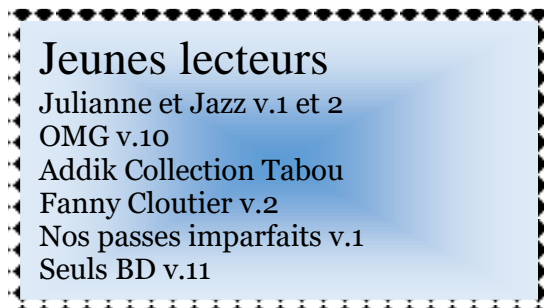 Jeunes lecteurs
Julianne et Jazz v.1 et 2
OMG v.10
Addik Collection Tabou
Fanny Cloutier v.2
Nos passes imparfaits v.1
Seuls BD v.11